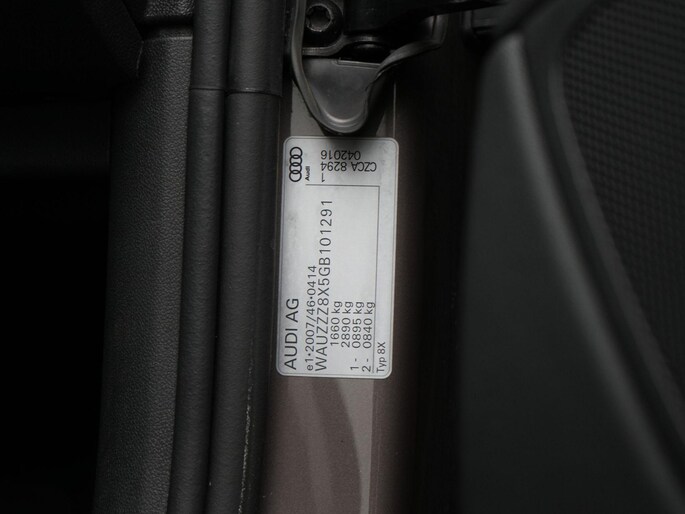 AUDI AG
e1*2007/46*0414
WAUZZZ8X5GB101291
1660 kg
2890 kg
1 - 0895 kg
2 - 0840 kg
Typ 8X
Audi
CZCA 8294
042016